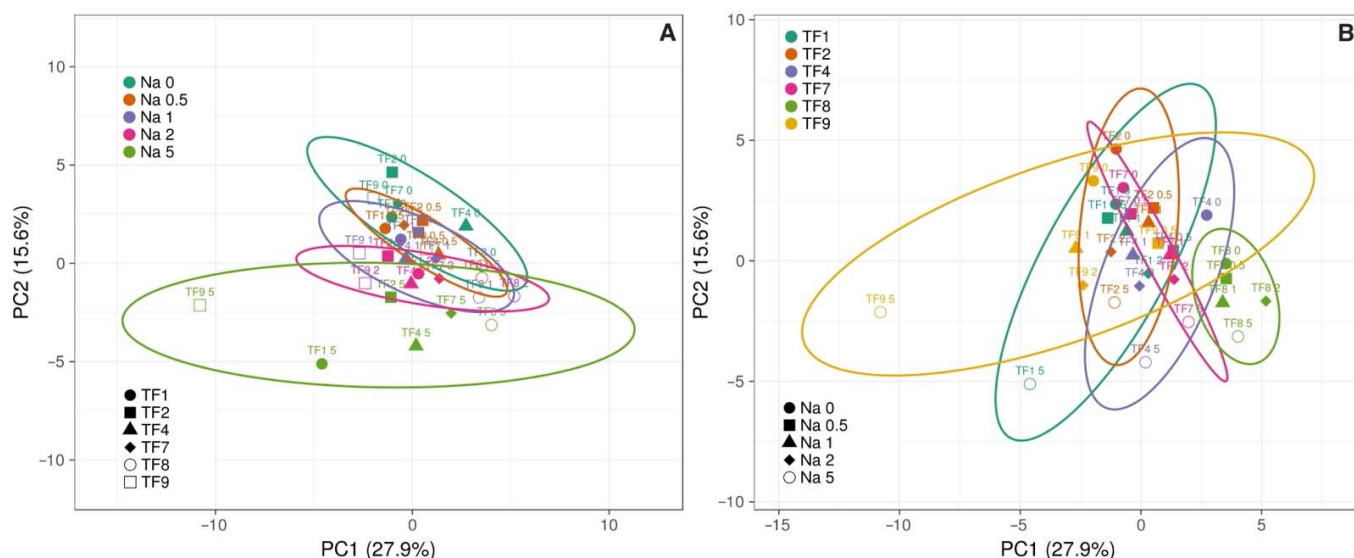 A
10
5
0
−5
−10
PC2 (15.6%)
−10
0
10
PC1 (27.9%)
Na 0
Na 0.5
Na 1
Na 2
Na 5
TF1
TF2
TF4
TF7
TF8
TF9
TF2 0
TF9 0
TF7 0
TF4 0
TF2 0.5
TF9 1
TF9 2
TF2 5
TF7 5
TF4 5
TF1 5
TF9 5
B
10
5
0
−5
−10
PC2 (15.6%)
−15
−10
−5
0
5
PC1 (27.9%)
TF1
TF2
TF4
TF7
TF8
TF9
Na 0
Na 0.5
Na 1
Na 2
Na 5
TF2 0
TF9 0
TF7 0
TF2 0.5
TF4 0
TF9 2
TF1 2
TF8 0
TF8 1
TF8 2
TF2 5
TF8 5
TF4 5
TF1 5
TF9 5